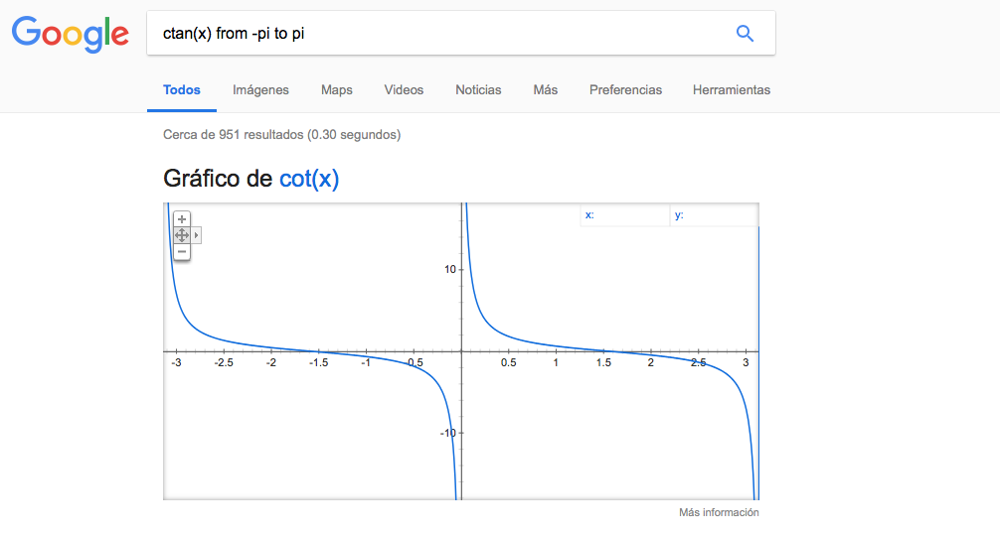 Google
ctan(x) from -pi to pi
Todos Imágenes Maps Videos Noticias Más Preferencias Herramientas
Cerca de 951 resultados (0.30 segundos)
Gráfico de cot(x)
x: y:
+
−
10
-3 -2.5 -2 -1.5 -1 -0.5 0.5 1 1.5 2 2.5 3
-10
Más información